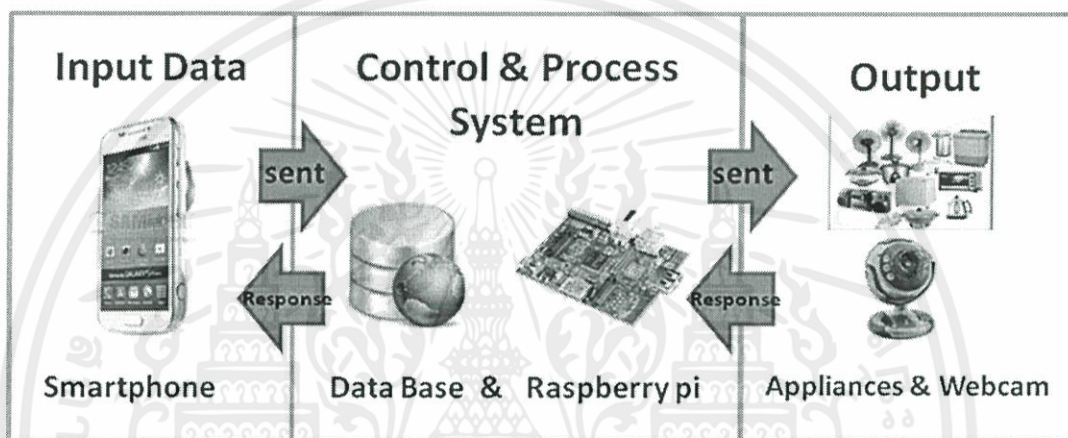 Input Data
Control & Process
System
Output
sent
sent
Response
Response
Smartphone
Data Base & Raspberry pi
Appliances & Webcam